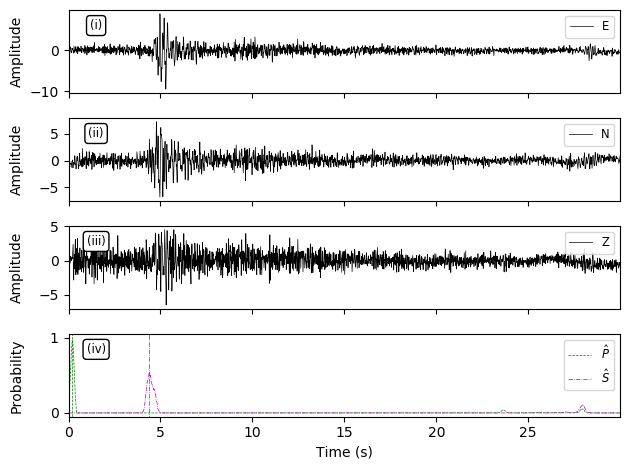 (i)
E
Amplitude
0
−10
(ii)
N
Amplitude
5
0
−5
(iii)
Z
Amplitude
5
0
−5
(iv)
P̂
Ŝ
Probability
1
0
0 5 10 15 20 25
Time (s)